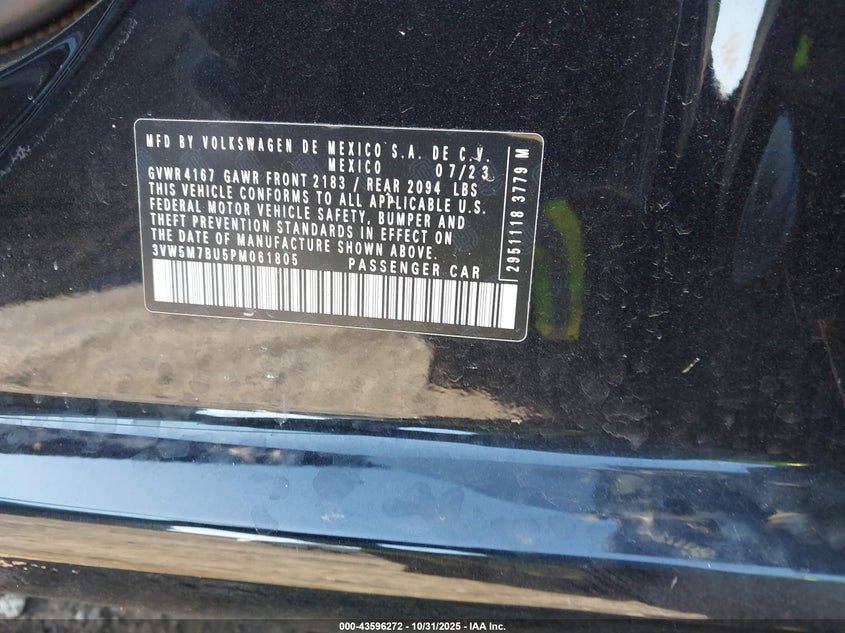 MFD BY VOLKSWAGEN DE MEXICO S.A. DE C.V.
MEXICO 07/23
GVWR 4167 GAWR FRONT 2183 / REAR 2094 LBS
THIS VEHICLE CONFORMS TO ALL APPLICABLE U.S.
FEDERAL MOTOR VEHICLE SAFETY, BUMPER AND
THEFT PREVENTION STANDARDS IN EFFECT ON
THE DATE OF MANUFACTURE SHOWN ABOVE.
3VW5M7BU5PM061805 PASSENGER CAR
2951118 3779 M
000-43596272 - 10/31/2025 - IAA Inc.